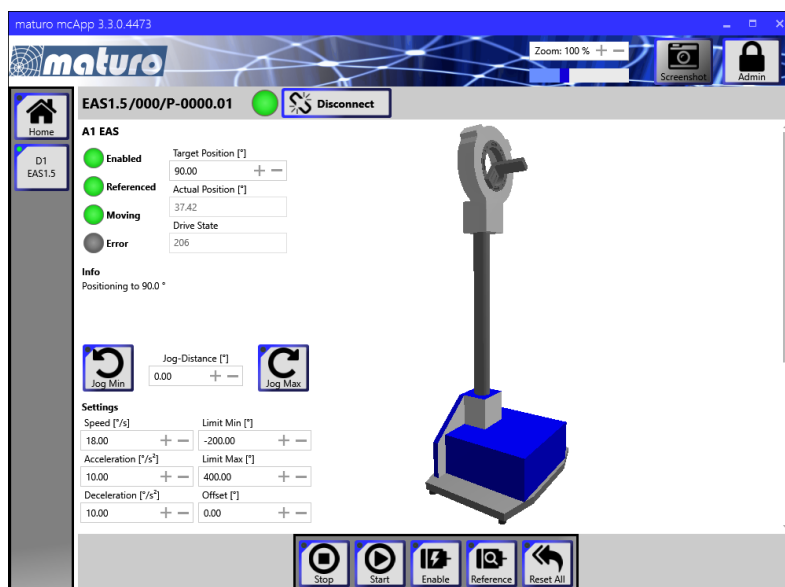 maturo mcApp 3.3.0.4473
maturo
Zoom: 100 %
Screenshot
Admin
Home
D1
EAS1.5
EAS1.5/000/P-0000.01
Disconnect
A1 EAS
Enabled
Referenced
Moving
Error
Target Position [°]
90.00
Actual Position [°]
37.42
Drive State
206
Info
Positioning to 90.0 °
Jog Min
Jog-Distance [°]
0.00
Jog Max
Settings
Speed [°/s]
18.00
Limit Min [°]
-200.00
Acceleration [°/s²]
10.00
Limit Max [°]
400.00
Deceleration [°/s²]
10.00
Offset [°]
0.00
Stop
Start
Enable
Reference
Reset All